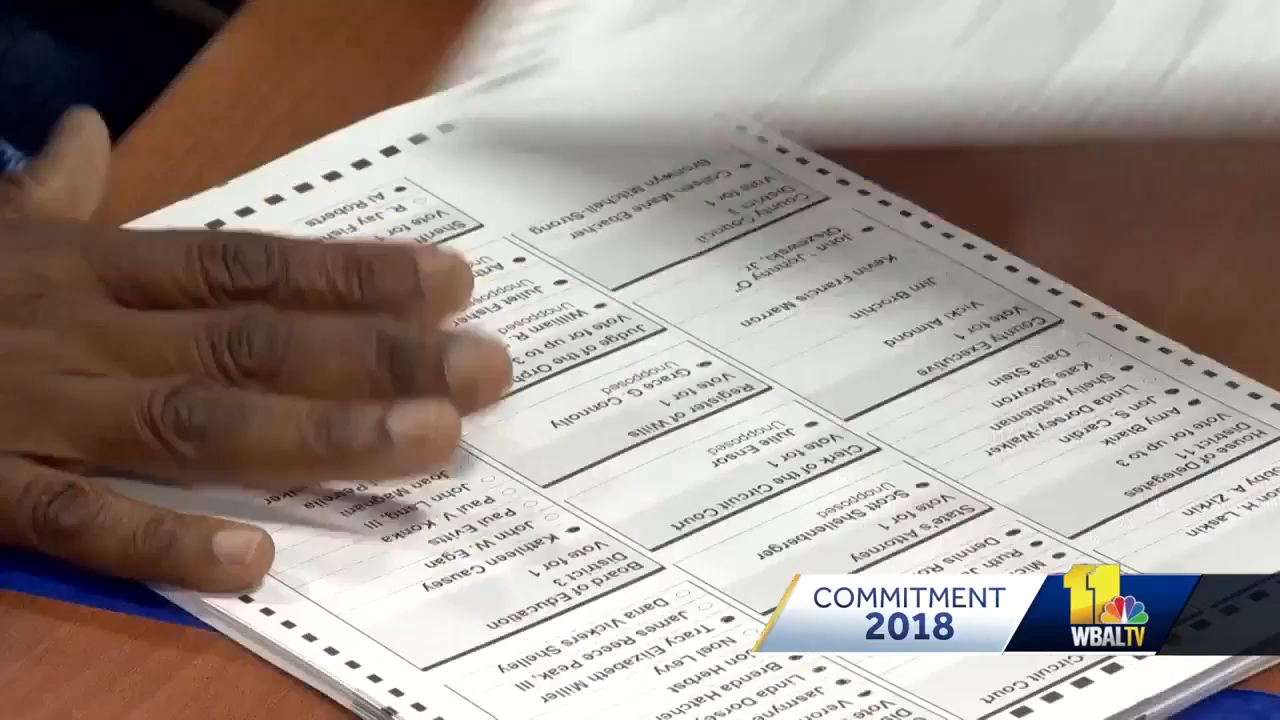 County Council
District 3
Vote for 1
Colleen Marie Ebacher
Bronwyn Mitchell-Strong
Sheriff
Vote for 1
R. Jay Fish
Al Roberts
County Executive
Vote for 1
Vicki Almond
Jim Brochin
Kevin Francis Marron
John "Johnny O"
Olszewski, Jr.
Judge of the Orph
Vote for up to 3
William R.
Unopposed
Juliet Fisher
Unopposed
Register of Wills
Vote for 1
Grace G. Connolly
Unopposed
Clerk of the Circuit Court
Vote for 1
Julie Ensor
Unopposed
State's Attorney
Vote for 1
Scott Shellenberger
Unopposed
House of Delegates
District 11
Vote for up to 3
Amy Blank
Jon S. Cardin
Linda Dorsey-Walker
Shelly Hettleman
Kate Skovron
Dana Stein
Board of Education
District 3
Vote for 1
Kathleen Causey
John W. Egan
Paul Evitts
Paul V. Konka
John Lang, III
Dana Vickers Shelley
James Reece Peak, III
Tracy Elizabeth Miller
Noel Levy
Jon Herbst
Brenda Hatcher
Circuit Court
COMMITMENT
2018
11
WBALTV